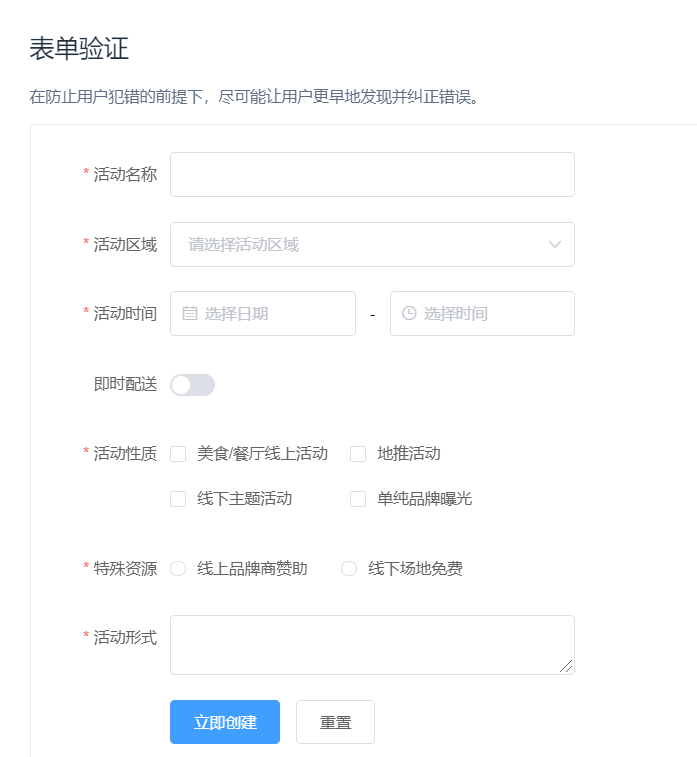 表单验证
在防止用户犯错的前提下，尽可能让用户更早地发现并纠正错误。
* 活动名称
* 活动区域 请选择活动区域
* 活动时间 选择日期 - 选择时间
即时配送
* 活动性质 美食/餐厅线上活动 地推活动
线下主题活动 单纯品牌曝光
* 特殊资源 线上品牌商赞助 线下场地免费
* 活动形式
立即创建 重置